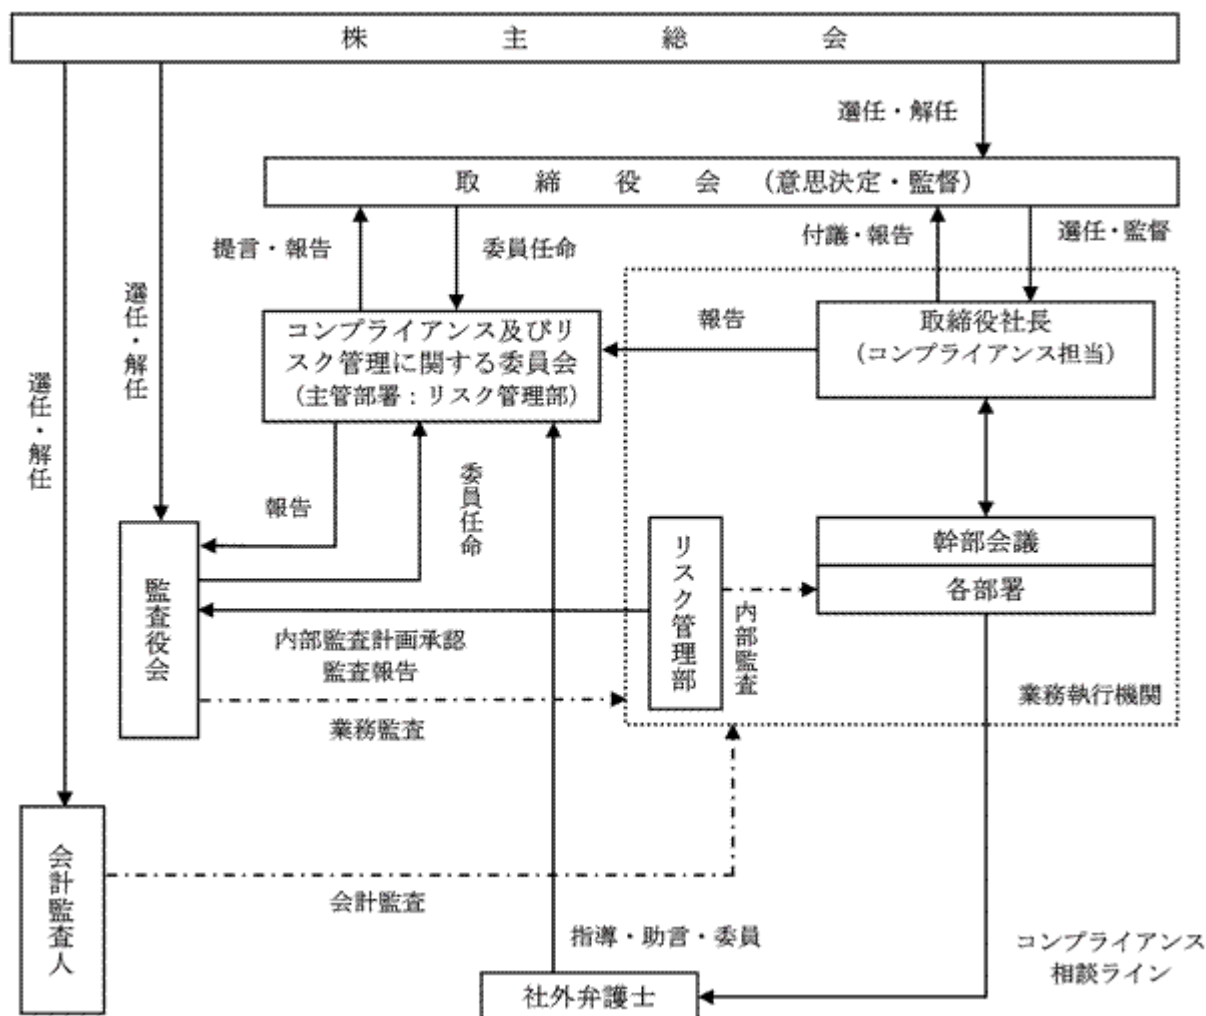 株主総会
選任・解任
取締役会（意思決定・監督）
提言・報告
委員任命
付議・報告
選任・監督
選任・解任
選任・解任
コンプライアンス及びリ
スク管理に関する委員会
（主管部署：リスク管理部）
報告
取締役社長
（コンプライアンス担当）
報告
委員任命
監査役会
リスク管理部
幹部会議
各部署
内部監査
内部監査計画承認
監査報告
業務監査
業務執行機関
会計監査人
会計監査
指導・助言・委員
コンプライアンス
相談ライン
社外弁護士